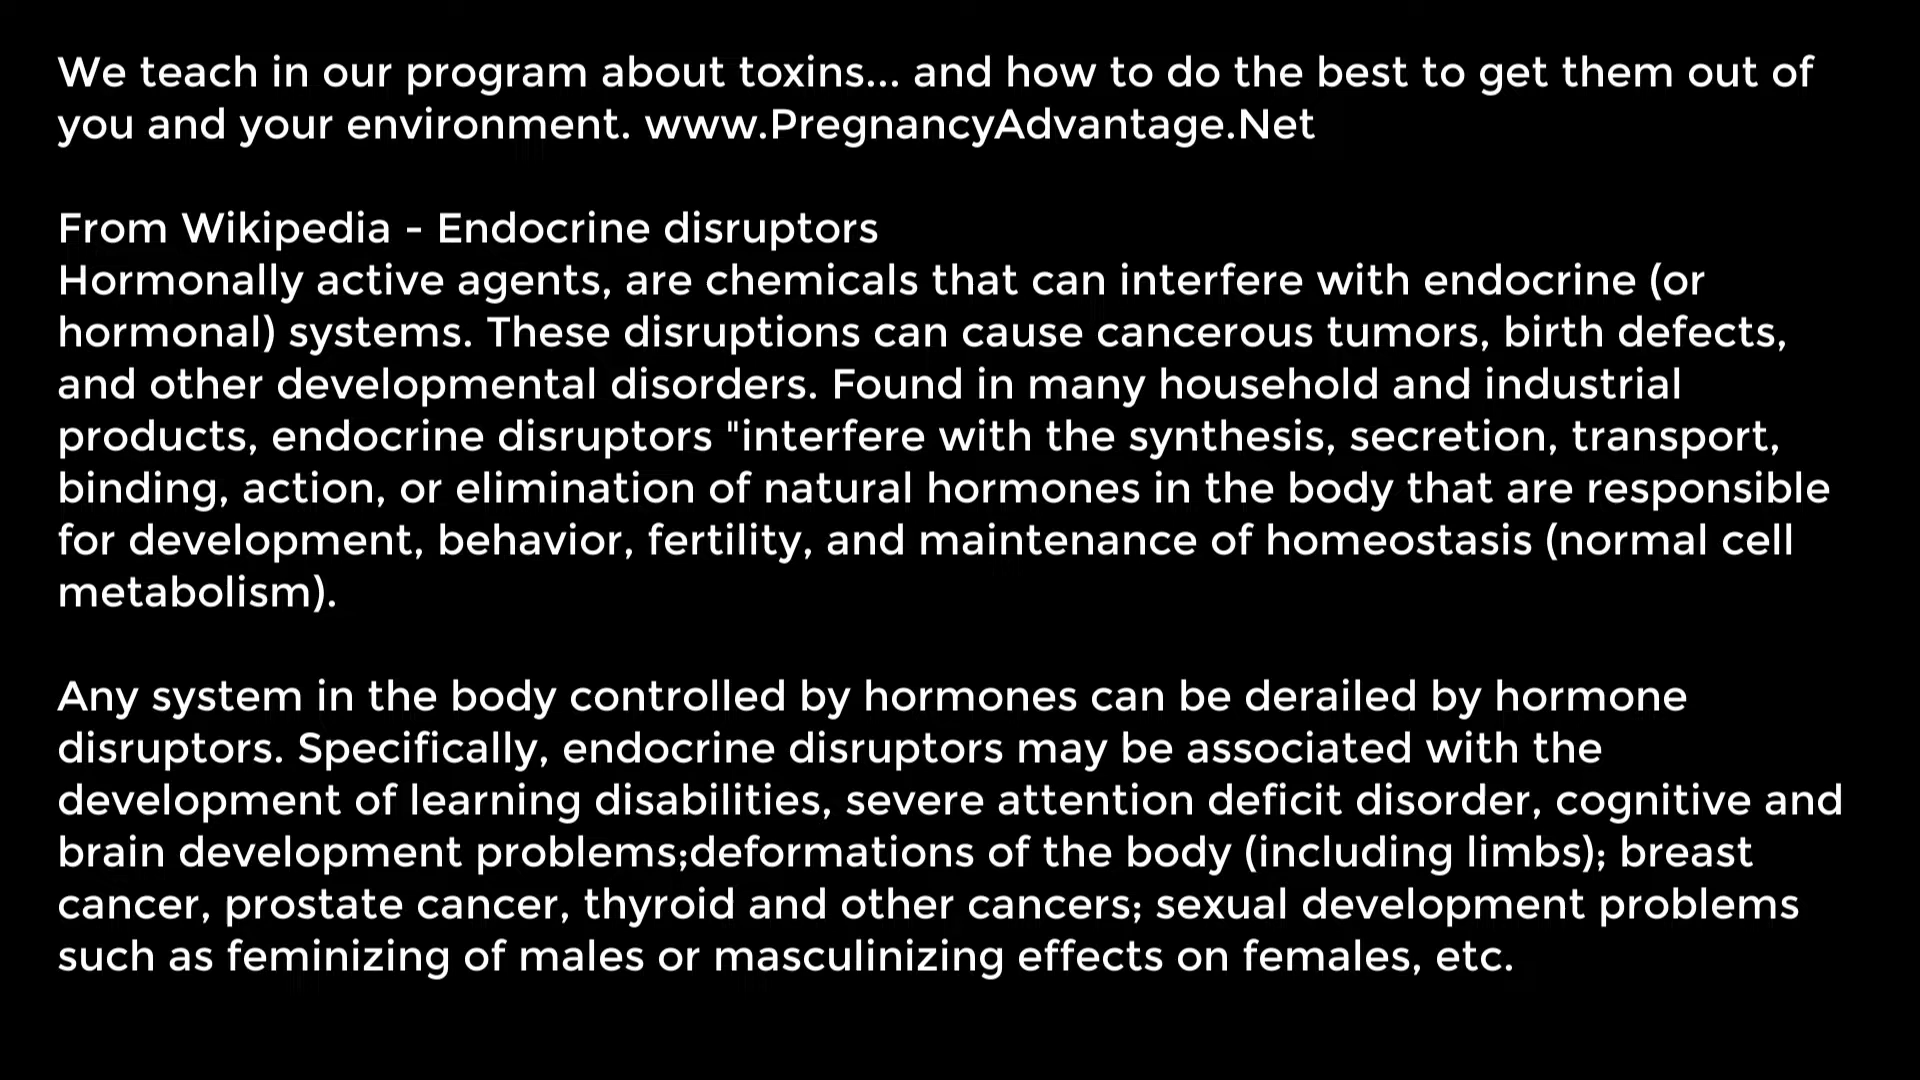 We teach in our program about toxins... and how to do the best to get them out of
you and your environment. www.PregnancyAdvantage.Net
From Wikipedia - Endocrine disruptors
Hormonally active agents, are chemicals that can interfere with endocrine (or
hormonal) systems. These disruptions can cause cancerous tumors, birth defects,
and other developmental disorders. Found in many household and industrial
products, endocrine disruptors "interfere with the synthesis, secretion, transport,
binding, action, or elimination of natural hormones in the body that are responsible
for development, behavior, fertility, and maintenance of homeostasis (normal cell
metabolism).
Any system in the body controlled by hormones can be derailed by hormone
disruptors. Specifically, endocrine disruptors may be associated with the
development of learning disabilities, severe attention deficit disorder, cognitive and
brain development problems;deformations of the body (including limbs); breast
cancer, prostate cancer, thyroid and other cancers; sexual development problems
such as feminizing of males or masculinizing effects on females, etc.